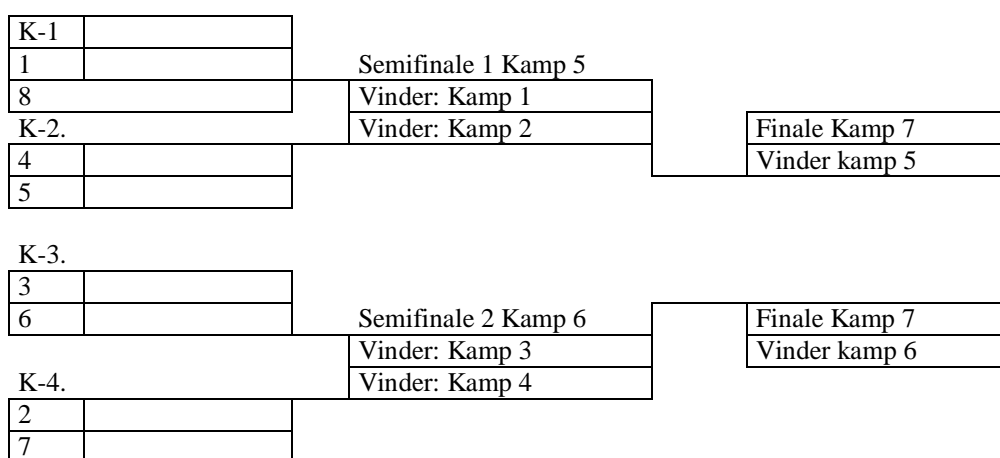 K-1
1
Semifinale 1 Kamp 5
8
Vinder: Kamp 1
K-2.
Vinder: Kamp 2
Finale Kamp 7
4
Vinder kamp 5
5
K-3.
3
6
Semifinale 2 Kamp 6
Finale Kamp 7
Vinder: Kamp 3
Vinder kamp 6
K-4.
Vinder: Kamp 4
2
7